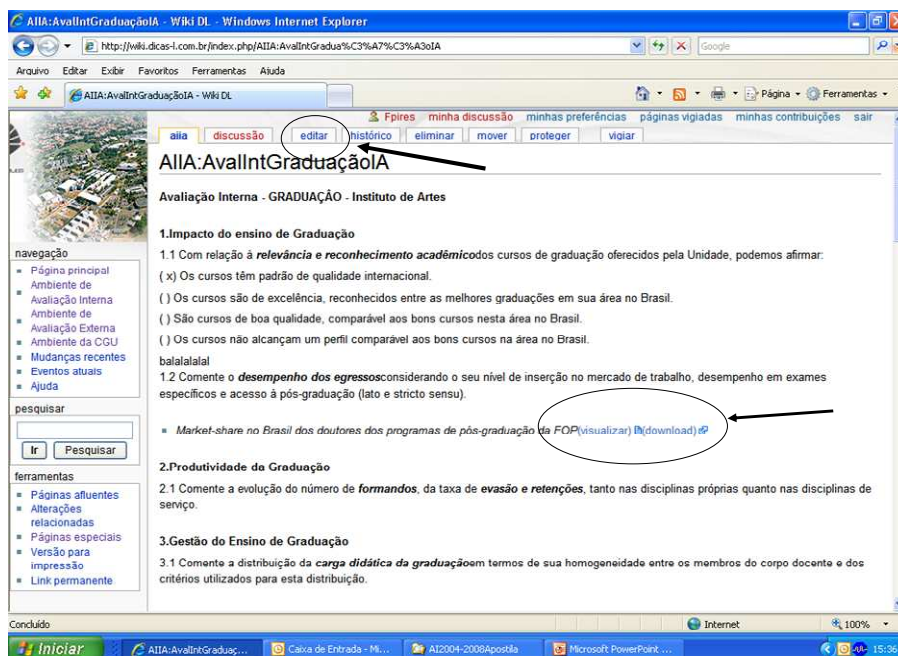 AIIA:AvalIntGraduaçãoIA - Wiki DL - Windows Internet Explorer
http://wiki.dicas-l.com.br/index.php/AIIA:AvalIntGradua%C3%A7%C3%A3oIA
Google
Arquivo Editar Exibir Favoritos Ferramentas Ajuda
AIIA:AvalIntGraduaçãoIA - Wiki DL
Página Ferramentas
Fpires minha discussão minhas preferências páginas vigiadas minhas contribuições sair
aiia discussão editar histórico eliminar mover proteger vigiar
AIIA:AvalIntGraduaçãoIA
Avaliação Interna - GRADUAÇÂO - Instituto de Artes
1.Impacto do ensino de Graduação
1.1 Com relação à relevância e reconhecimento acadêmicodos cursos de graduação oferecidos pela Unidade, podemos afirmar:
( x) Os cursos têm padrão de qualidade internacional.
( ) Os cursos são de excelência, reconhecidos entre as melhores graduações em sua área no Brasil.
( ) São cursos de boa qualidade, comparável aos bons cursos nesta área no Brasil.
( ) Os cursos não alcançam um perfil comparável aos bons cursos na área no Brasil.
balalalalal
1.2 Comente o desempenho dos egressosconsiderando o seu nível de inserção no mercado de trabalho, desempenho em exames
específicos e acesso à pós-graduação (lato e stricto sensu).
Market-share no Brasil dos doutores dos programas de pós-graduação da FOP(visualizar) (download)
2.Produtividade da Graduação
2.1 Comente a evolução do número de formandos, da taxa de evasão e retenções, tanto nas disciplinas próprias quanto nas disciplinas de
serviço.
3.Gestão do Ensino de Graduação
3.1 Comente a distribuição da carga didática da graduaçãoem termos de sua homogeneidade entre os membros do corpo docente e dos
critérios utilizados para esta distribuição.
navegação
Página principal
Ambiente de
Avaliação Interna
Ambiente de
Avaliação Externa
Ambiente da CGU
Mudanças recentes
Eventos atuais
Ajuda
pesquisar
Ir Pesquisar
ferramentas
Páginas afluentes
Alterações
relacionadas
Páginas especiais
Versão para
impressão
Link permanente
Concluído Internet 100%
Iniciar AIIA:AvalIntGraduaç... Caixa de Entrada - Mi... AI2004-2008Apostila Microsoft PowerPoint ... 15:36